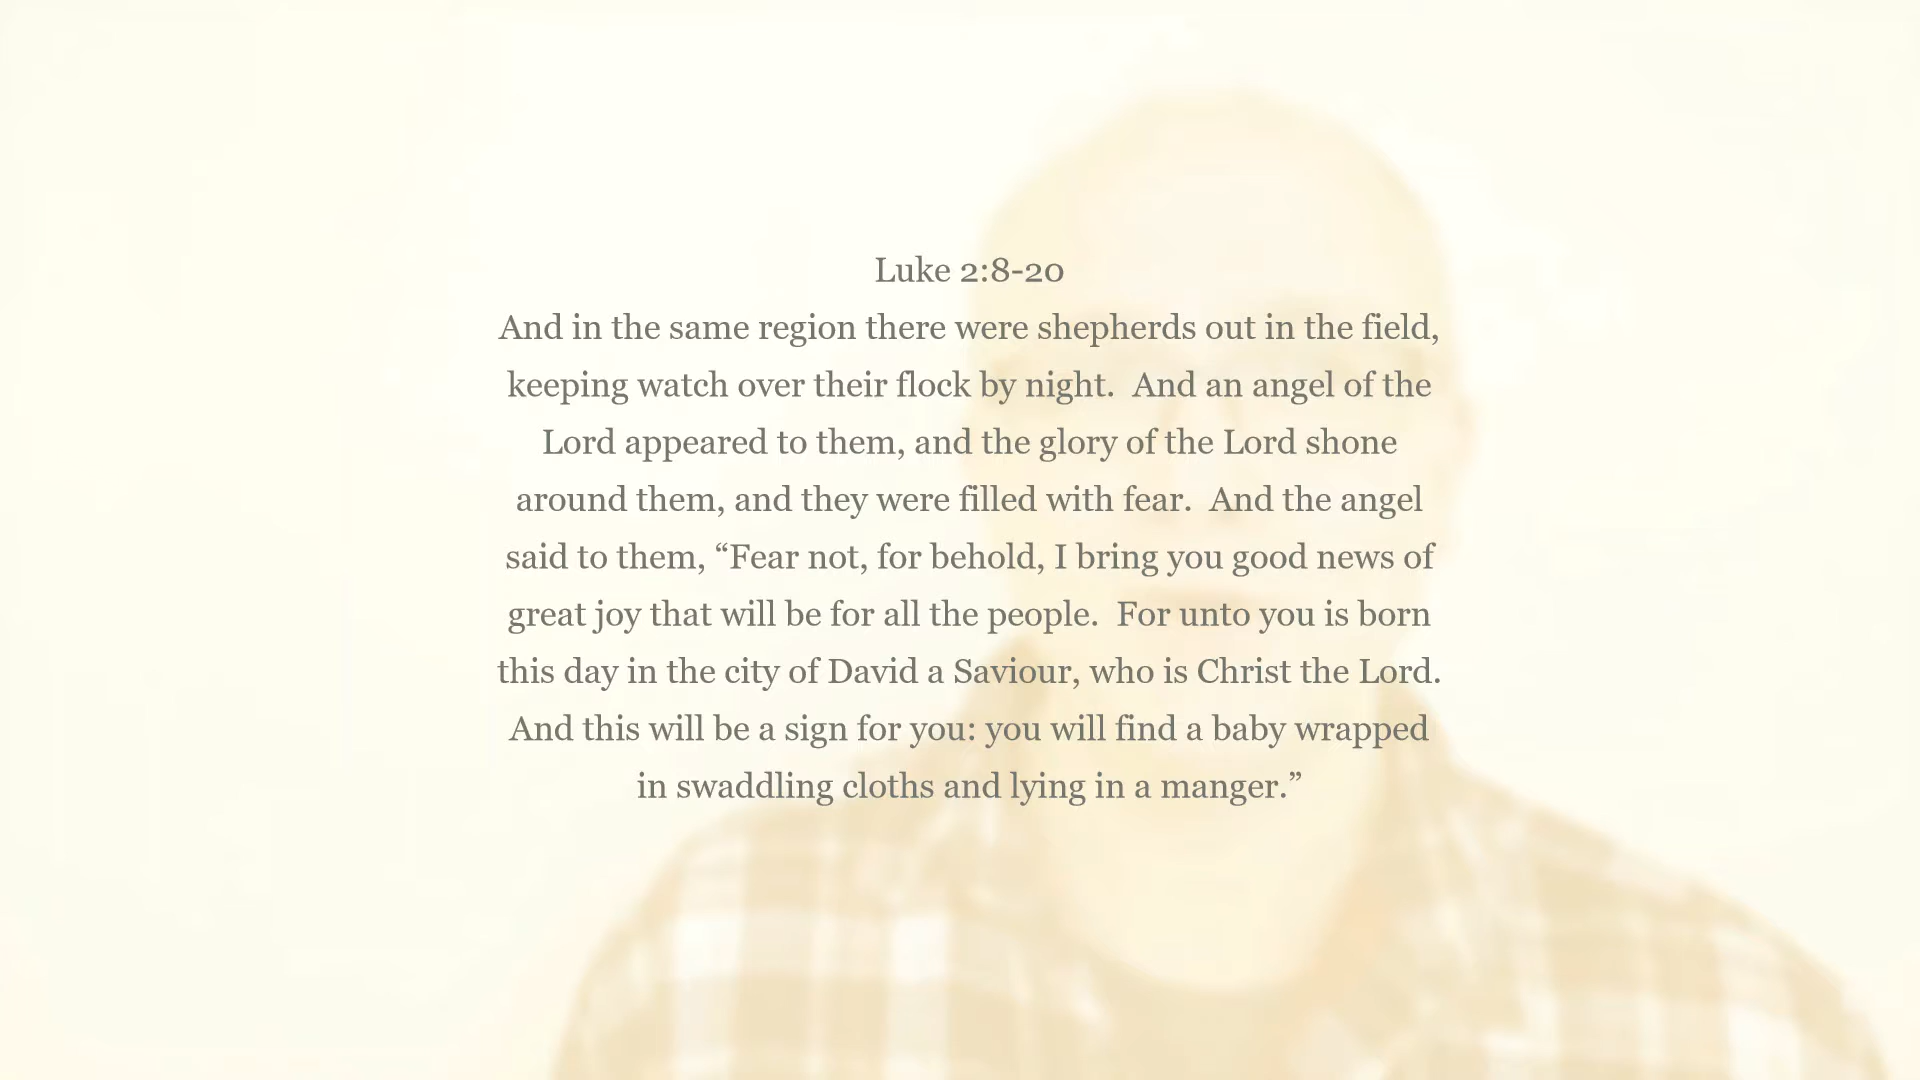 Luke 2:8-20
And in the same region there were shepherds out in the field,
keeping watch over their flock by night.  And an angel of the
Lord appeared to them, and the glory of the Lord shone
around them, and they were filled with fear.  And the angel
said to them, “Fear not, for behold, I bring you good news of
great joy that will be for all the people.  For unto you is born
this day in the city of David a Saviour, who is Christ the Lord.
And this will be a sign for you: you will find a baby wrapped
in swaddling cloths and lying in a manger.”